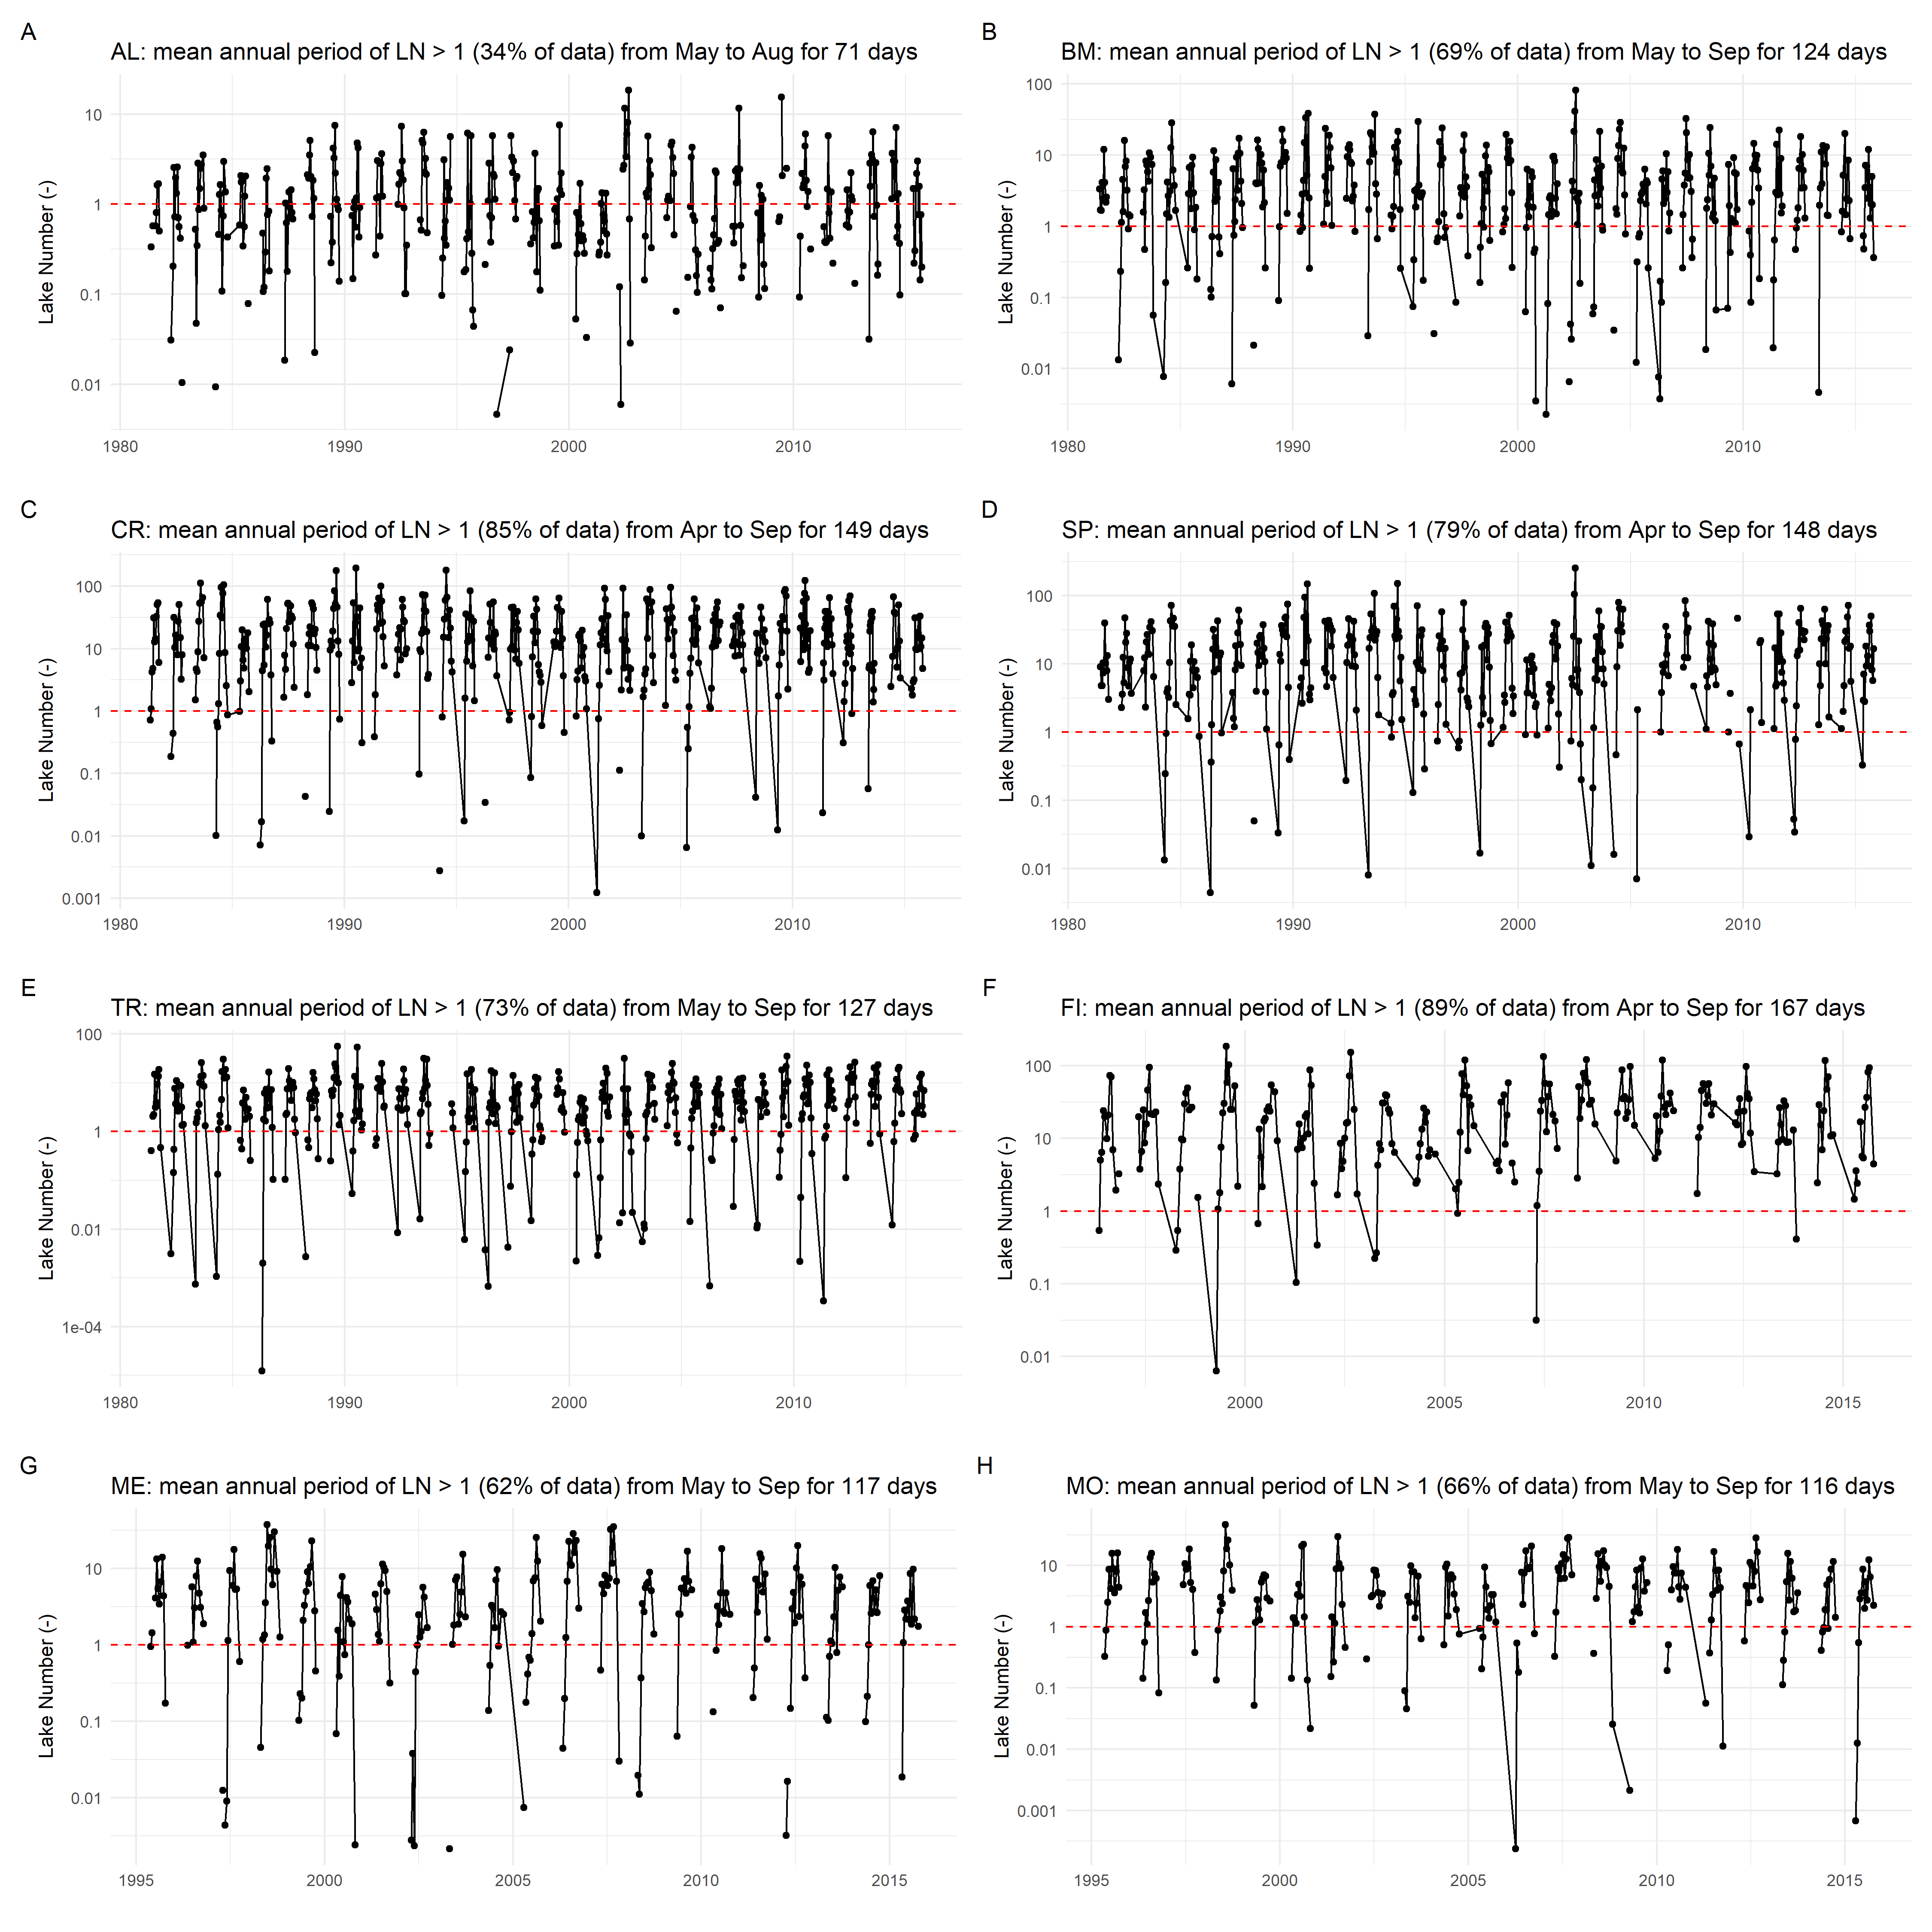 A
AL: mean annual period of LN > 1 (34% of data) from May to Aug for 71 days
Lake Number (-)
10
1
0.1
0.01
1980
1990
2000
2010
B
BM: mean annual period of LN > 1 (69% of data) from May to Sep for 124 days
Lake Number (-)
100
10
1
0.1
0.01
1980
1990
2000
2010
C
CR: mean annual period of LN > 1 (85% of data) from Apr to Sep for 149 days
Lake Number (-)
100
10
1
0.1
0.01
0.001
1980
1990
2000
2010
D
SP: mean annual period of LN > 1 (79% of data) from Apr to Sep for 148 days
Lake Number (-)
100
10
1
0.1
0.01
1980
1990
2000
2010
E
TR: mean annual period of LN > 1 (73% of data) from May to Sep for 127 days
Lake Number (-)
100
1
0.01
1e-04
1980
1990
2000
2010
F
FI: mean annual period of LN > 1 (89% of data) from Apr to Sep for 167 days
Lake Number (-)
100
10
1
0.1
0.01
2000
2005
2010
2015
G
ME: mean annual period of LN > 1 (62% of data) from May to Sep for 117 days
Lake Number (-)
10
1
0.1
0.01
1995
2000
2005
2010
2015
H
MO: mean annual period of LN > 1 (66% of data) from May to Sep for 116 days
Lake Number (-)
10
1
0.1
0.01
0.001
1995
2000
2005
2010
2015